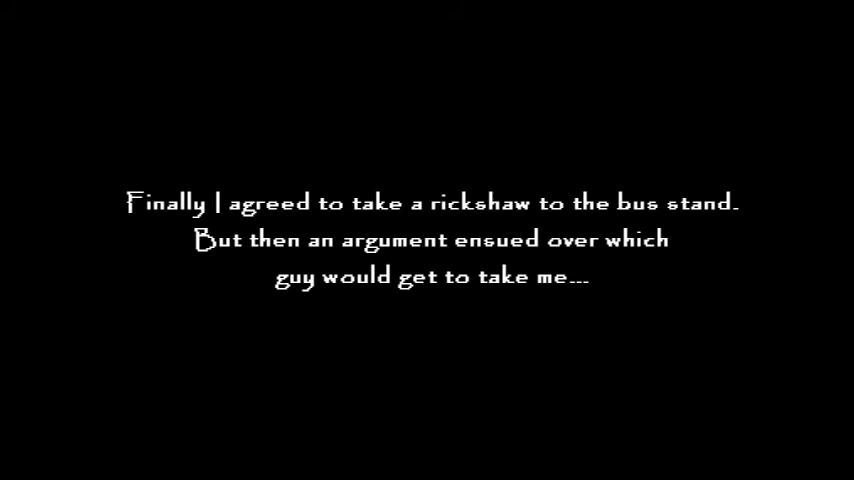 Finally I agreed to take a rickshaw to the bus stand.
But then an argument ensued over which
guy would get to take me...